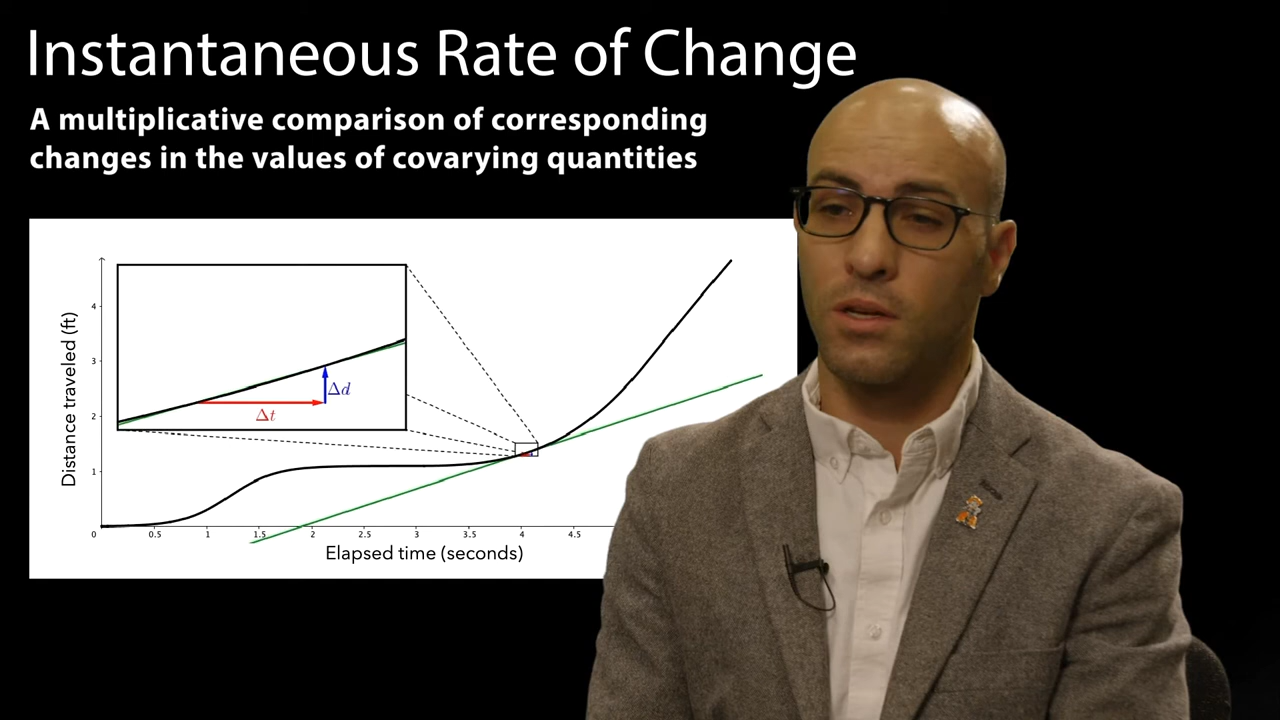 Instantaneous Rate of Change
A multiplicative comparison of corresponding
changes in the values of covarying quantities
Distance traveled (ft)
4
3
2
1
0
Δd
Δt
0.5 1 1.5 2 2.5 3 3.5 4 4.5
Elapsed time (seconds)